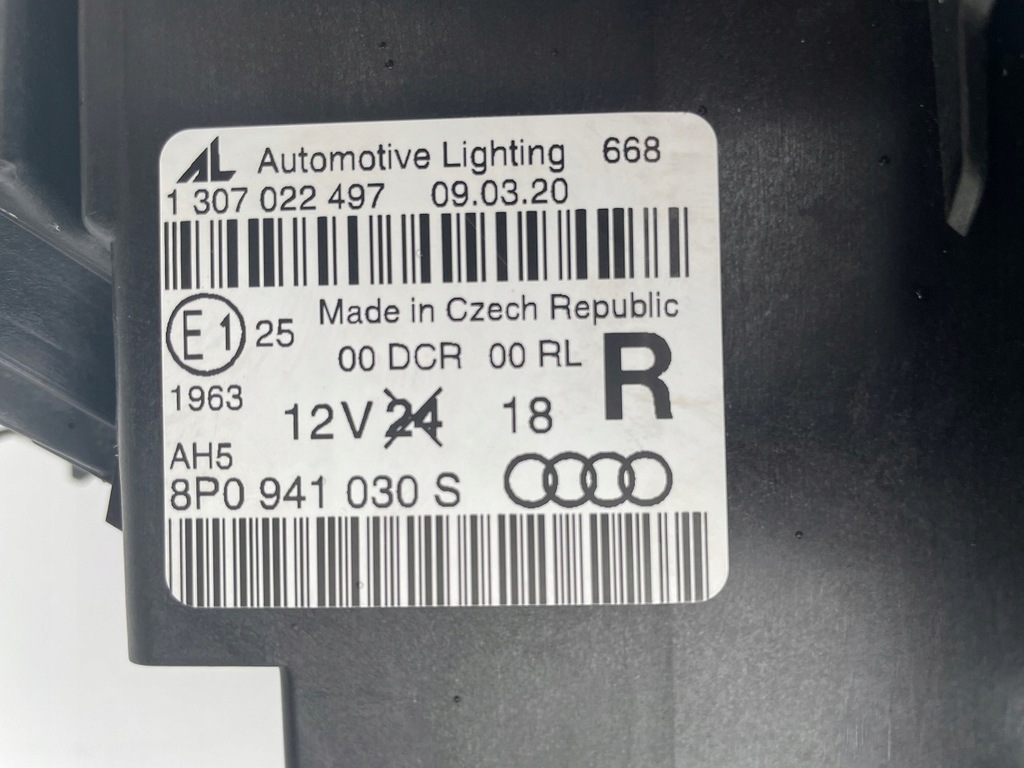 AL Automotive Lighting 668
1 307 022 497 09.03.20
Made in Czech Republic
E1 25
00 DCR 00 RL R
1963
12V 24 18
AH5
8P0 941 030 S